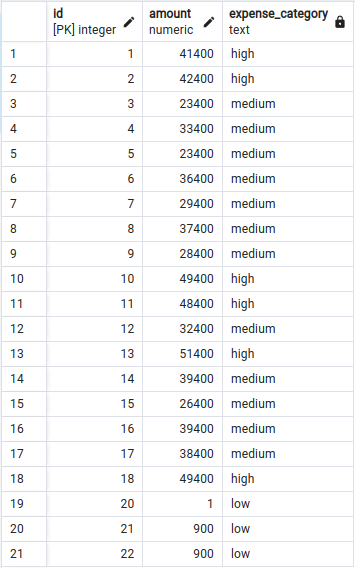 id amount expense_category
[PK] integer numeric text
1 1 41400 high
2 2 42400 high
3 3 23400 medium
4 4 33400 medium
5 5 23400 medium
6 6 36400 medium
7 7 29400 medium
8 8 37400 medium
9 9 28400 medium
10 10 49400 high
11 11 48400 high
12 12 32400 medium
13 13 51400 high
14 14 39400 medium
15 15 26400 medium
16 16 39400 medium
17 17 38400 medium
18 18 49400 high
19 20 1 low
20 21 900 low
21 22 900 low